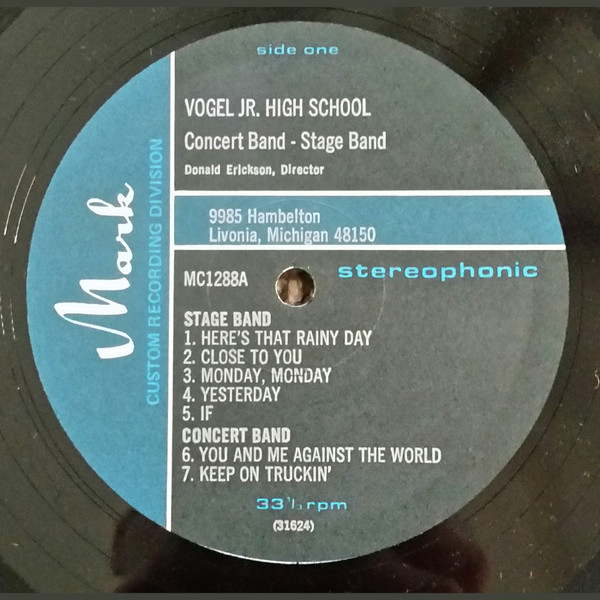 side one
VOGEL JR. HIGH SCHOOL
Concert Band - Stage Band
Donald Erickson, Director
Mark
CUSTOM RECORDING DIVISION
9985 Hambelton
Livonia, Michigan 48150
MC1288A
stereophonic
STAGE BAND
1. HERE'S THAT RAINY DAY
2. CLOSE TO YOU
3. MONDAY, MONDAY
4. YESTERDAY
5. IF
CONCERT BAND
6. YOU AND ME AGAINST THE WORLD
7. KEEP ON TRUCKIN'
33⅓ rpm
(31624)